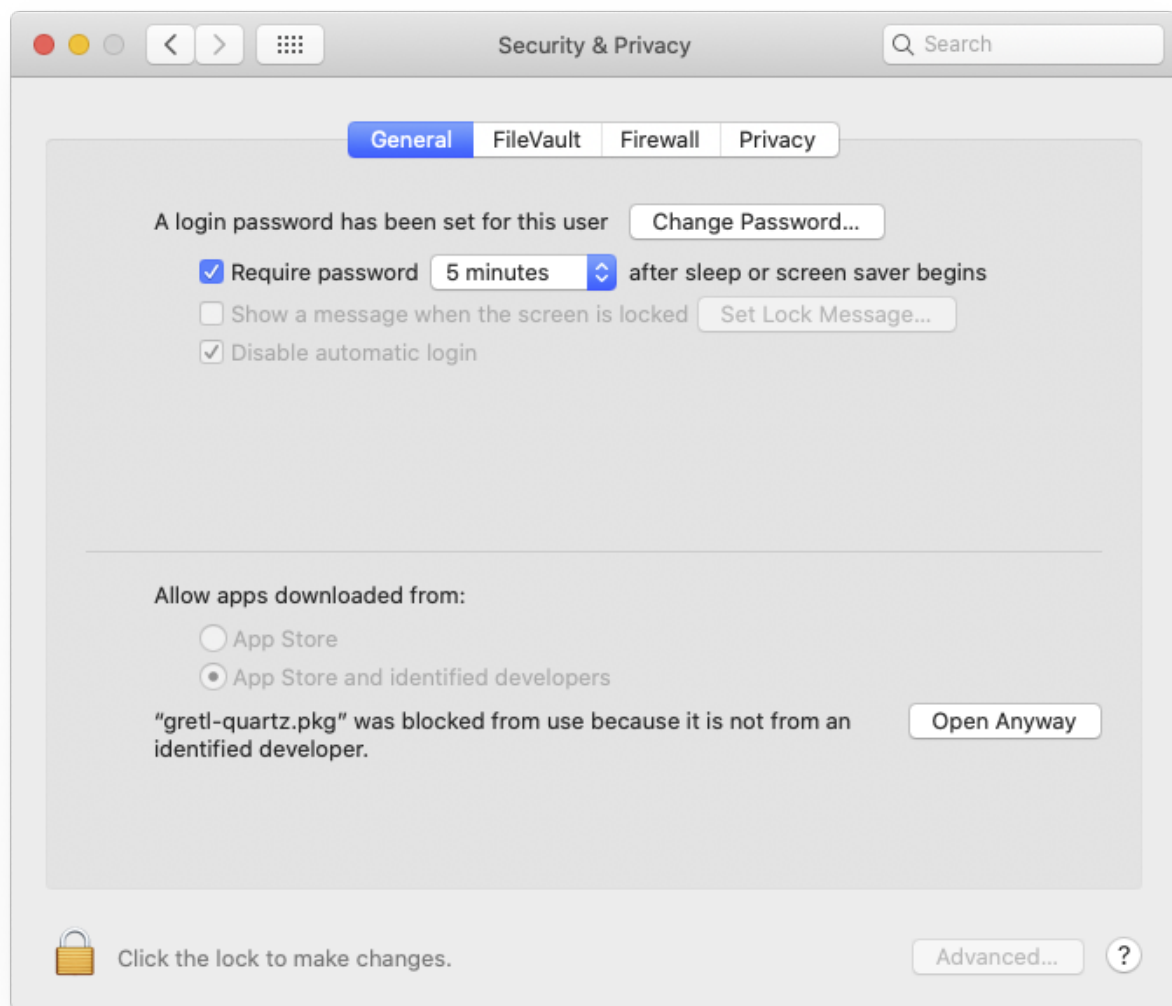 Security & Privacy
Search
General FileVault Firewall Privacy
A login password has been set for this user Change Password...
Require password 5 minutes after sleep or screen saver begins
Show a message when the screen is locked Set Lock Message...
Disable automatic login
Allow apps downloaded from:
App Store
App Store and identified developers
“gretl-quartz.pkg” was blocked from use because it is not from an Open Anyway
identified developer.
Click the lock to make changes. Advanced... ?